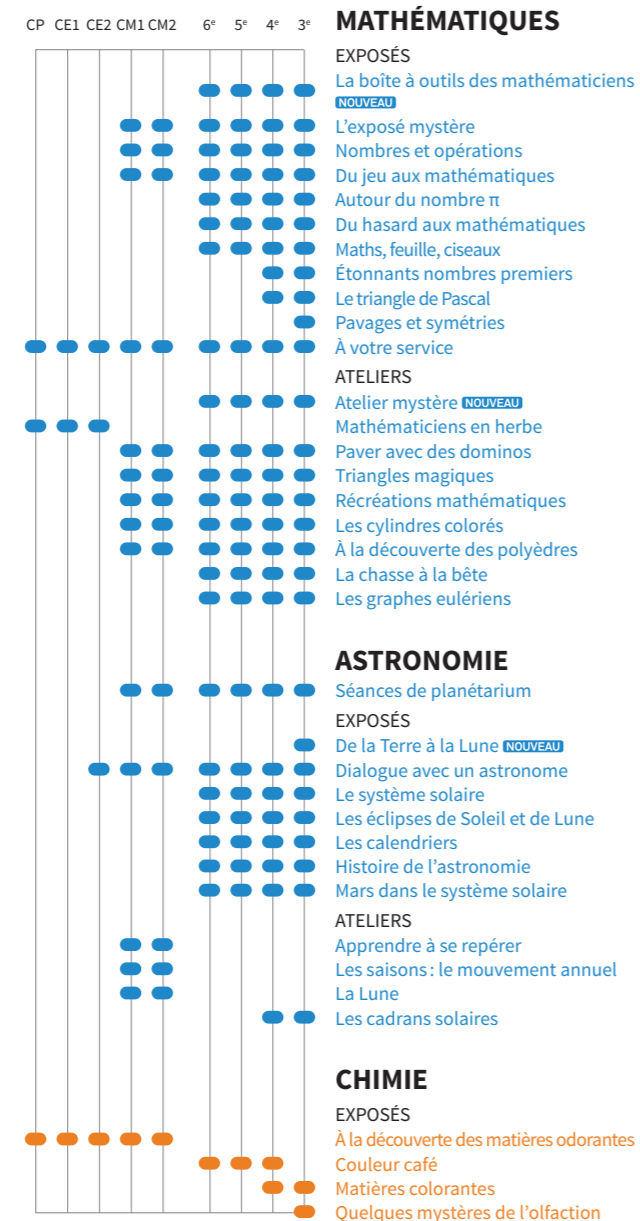 CP CE1 CE2 CM1 CM2 6e 5e 4e 3e
MATHÉMATIQUES
EXPOSÉS
La boîte à outils des mathématiciens
NOUVEAU
L'exposé mystère
Nombres et opérations
Du jeu aux mathématiques
Autour du nombre π
Du hasard aux mathématiques
Maths, feuille, ciseaux
Étonnants nombres premiers
Le triangle de Pascal
Pavages et symétries
À votre service
ATELIERS
Atelier mystère NOUVEAU
Mathématiciens en herbe
Paver avec des dominos
Triangles magiques
Récréations mathématiques
Les cylindres colorés
À la découverte des polyèdres
La chasse à la bête
Les graphes eulériens
ASTRONOMIE
Séances de planétarium
EXPOSÉS
De la Terre à la Lune NOUVEAU
Dialogue avec un astronome
Le système solaire
Les éclipses de Soleil et de Lune
Les calendriers
Histoire de l'astronomie
Mars dans le système solaire
ATELIERS
Apprendre à se repérer
Les saisons : le mouvement annuel
La Lune
Les cadrans solaires
CHIMIE
EXPOSÉS
À la découverte des matières odorantes
Couleur café
Matières colorantes
Quelques mystères de l'olfaction